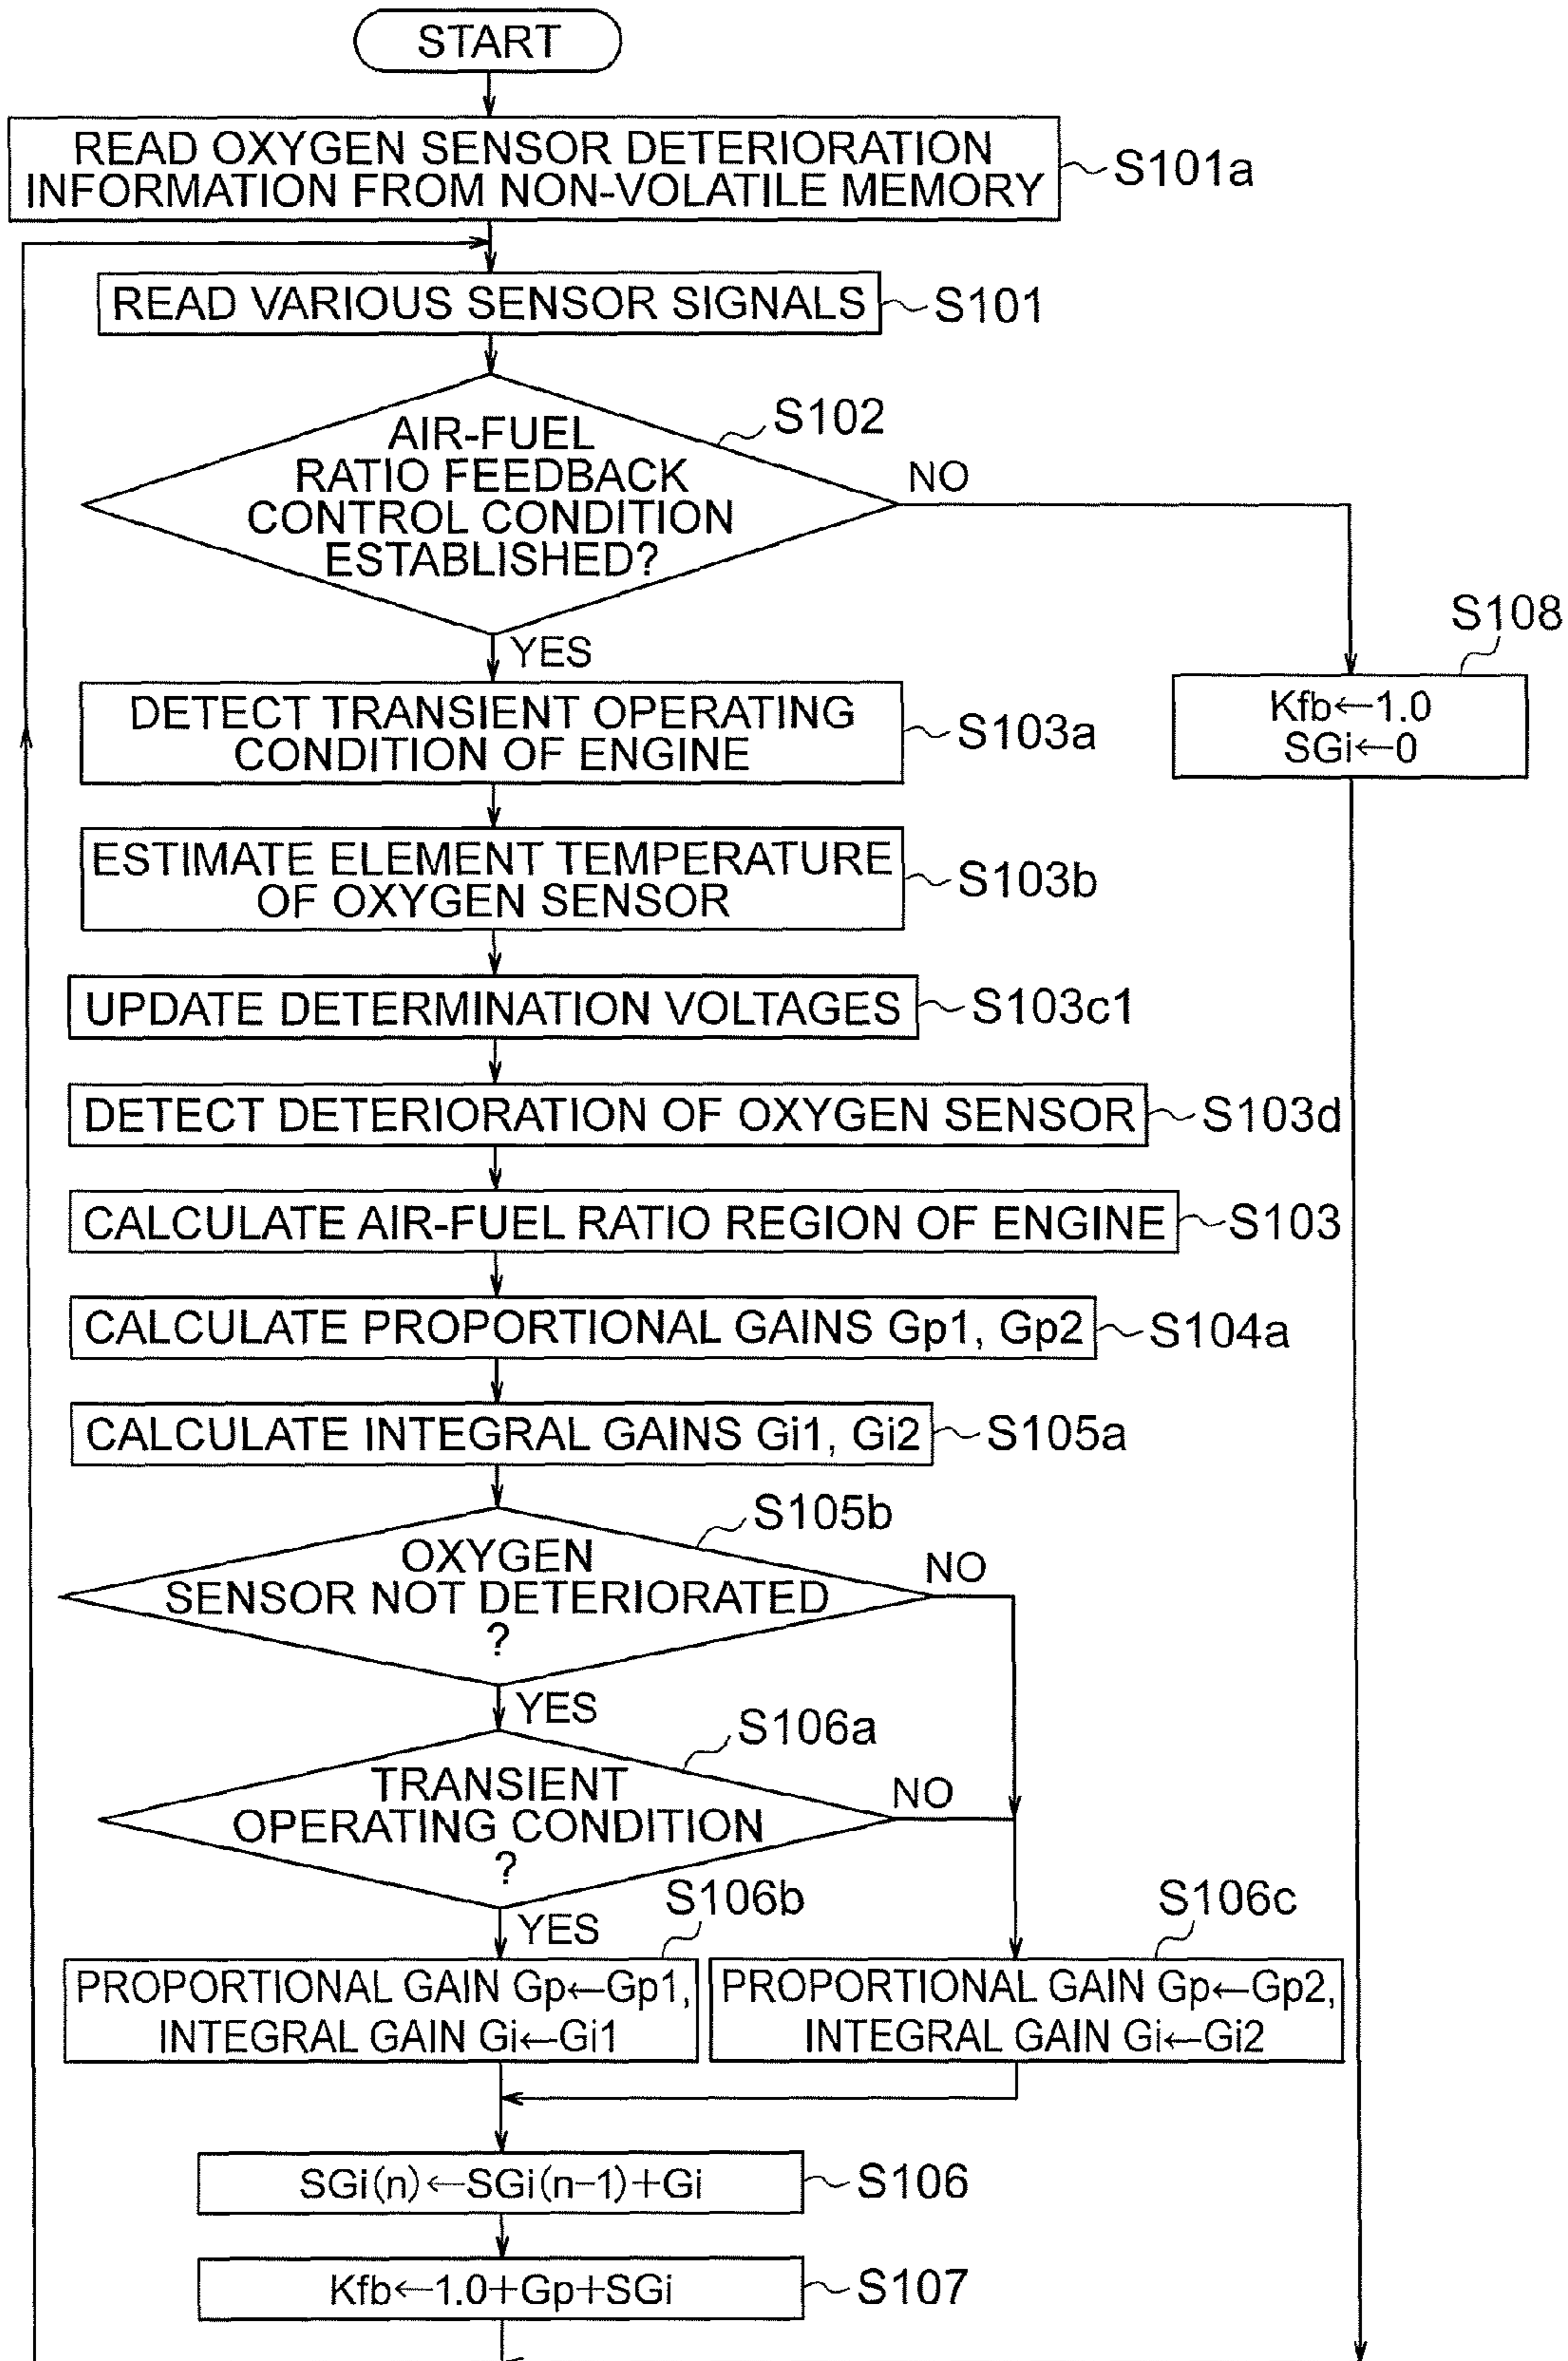 START
READ OXYGEN SENSOR DETERIORATION
INFORMATION FROM NON-VOLATILE MEMORY
S101a
READ VARIOUS SENSOR SIGNALS
S101
S102
AIR-FUEL
RATIO FEEDBACK
CONTROL CONDITION
ESTABLISHED?
NO
YES
S108
Kfb←1.0
SGi←0
DETECT TRANSIENT OPERATING
CONDITION OF ENGINE
S103a
ESTIMATE ELEMENT TEMPERATURE
OF OXYGEN SENSOR
S103b
UPDATE DETERMINATION VOLTAGES
S103c1
DETECT DETERIORATION OF OXYGEN SENSOR
S103d
CALCULATE AIR-FUEL RATIO REGION OF ENGINE
S103
CALCULATE PROPORTIONAL GAINS Gp1, Gp2
S104a
CALCULATE INTEGRAL GAINS Gi1, Gi2
S105a
S105b
OXYGEN
SENSOR NOT DETERIORATED
?
NO
YES
S106a
TRANSIENT
OPERATING CONDITION
?
NO
YES
S106b
PROPORTIONAL GAIN Gp←Gp1,
INTEGRAL GAIN Gi←Gi1
S106c
PROPORTIONAL GAIN Gp←Gp2,
INTEGRAL GAIN Gi←Gi2
SGi(n)←SGi(n−1)+Gi
S106
Kfb←1.0+Gp+SGi
S107